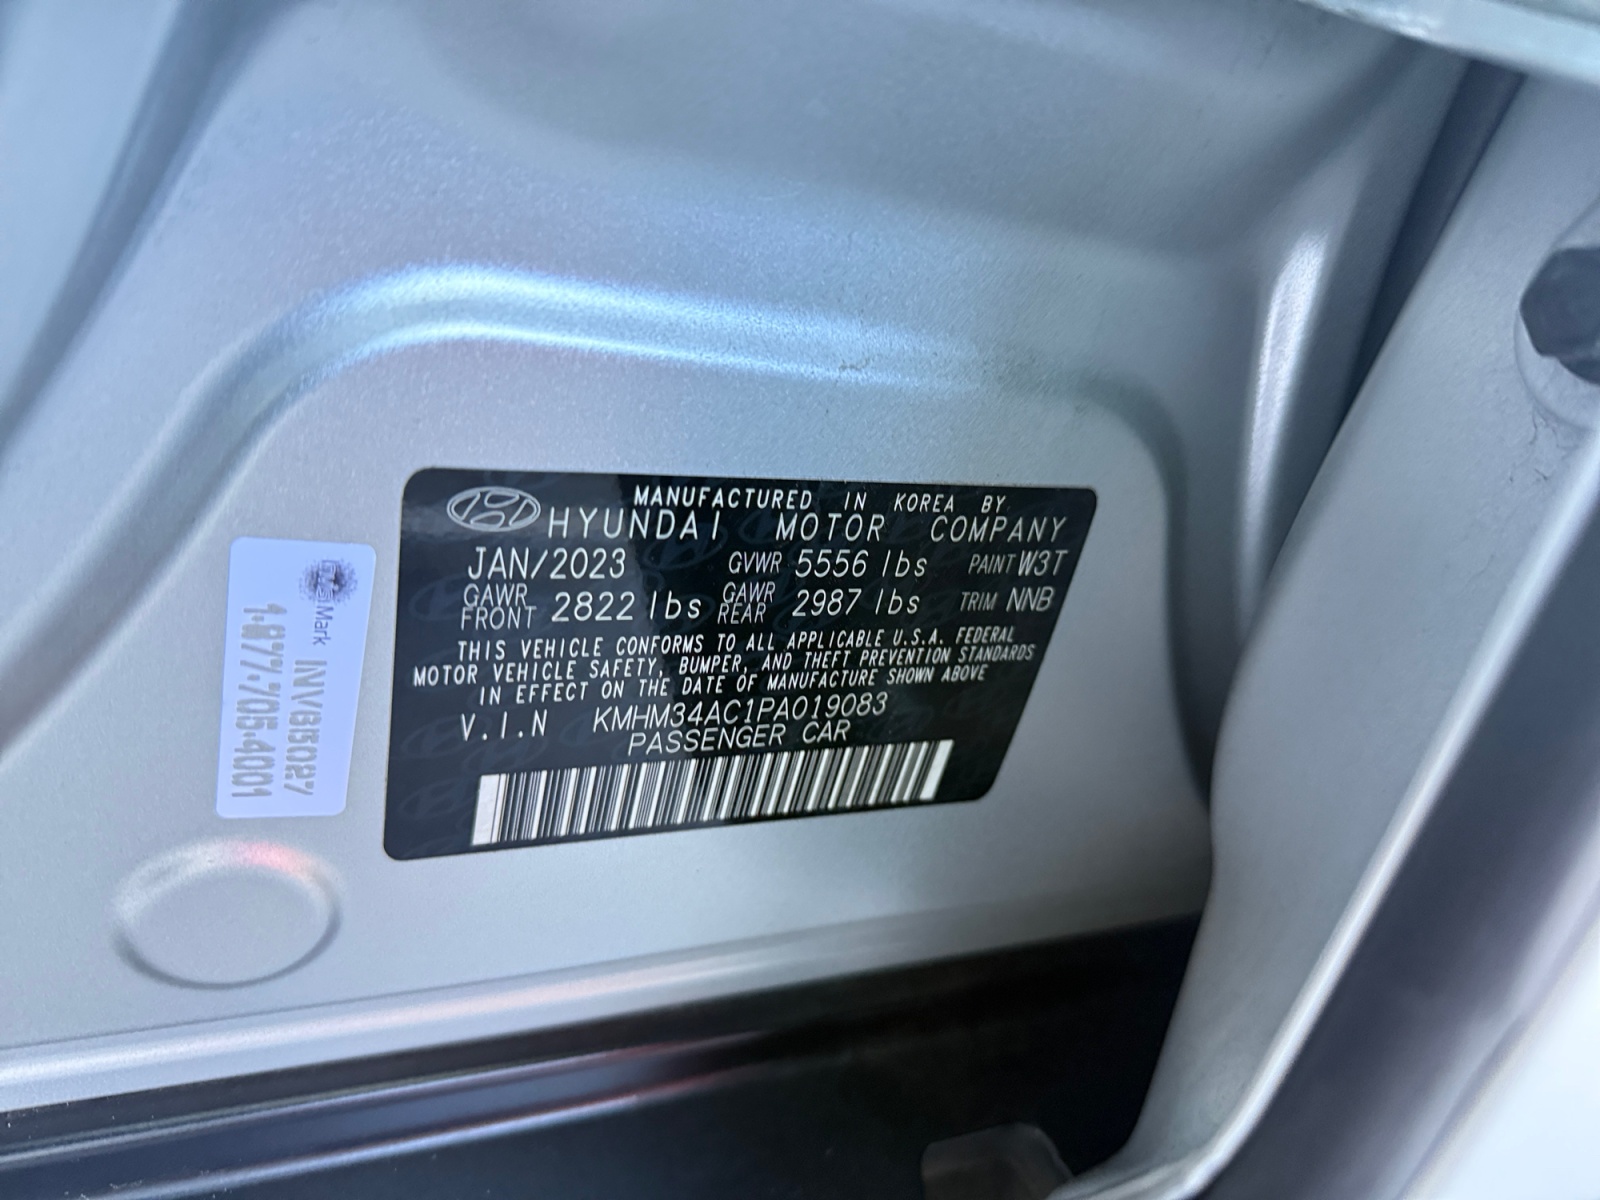 MANUFACTURED IN KOREA BY
HYUNDAI MOTOR COMPANY
JAN/2023 GVWR 5556 lbs PAINT W3T
GAWR FRONT 2822 lbs GAWR REAR 2987 lbs TRIM NNB
THIS VEHICLE CONFORMS TO ALL APPLICABLE U.S.A. FEDERAL
MOTOR VEHICLE SAFETY, BUMPER, AND THEFT PREVENTION STANDARDS
IN EFFECT ON THE DATE OF MANUFACTURE SHOWN ABOVE
V.I.N KMHM34AC1PA019083
PASSENGER CAR
Mark
1.877.705.4001